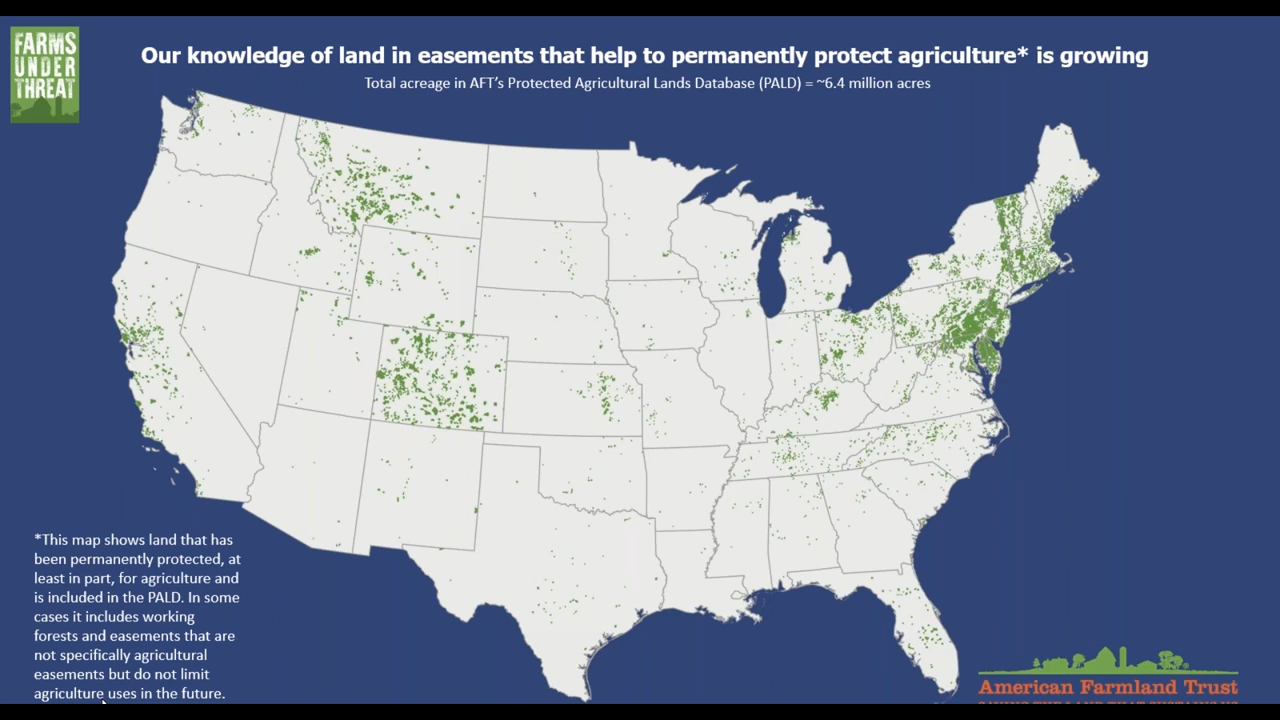 FARMS
UNDER
THREAT
Our knowledge of land in easements that help to permanently protect agriculture* is growing
Total acreage in AFT's Protected Agricultural Lands Database (PALD) = ~6.4 million acres
*This map shows land that has
been permanently protected, at
least in part, for agriculture and
is included in the PALD. In some
cases it includes working
forests and easements that are
not specifically agricultural
easements but do not limit
agriculture uses in the future.
American Farmland Trust